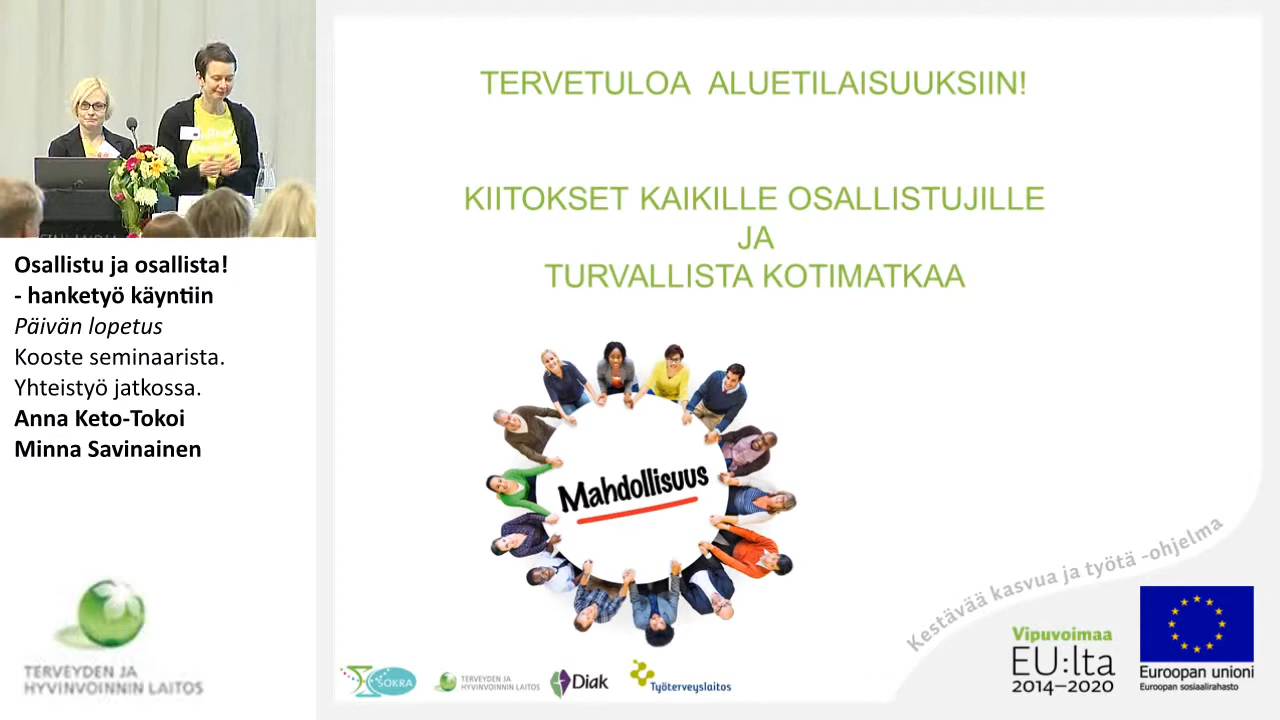 Osallistu ja osallista!
- hanketyö käyntiin
Päivän lopetus
Kooste seminaarista.
Yhteistyö jatkossa.
Anna Keto-Tokoi
Minna Savinainen
TERVEYDEN JA
HYVINVOINNIN LAITOS
TERVETULOA ALUETILAISUUKSIIN!
KIITOKSET KAIKILLE OSALLISTUJILLE
JA
TURVALLISTA KOTIMATKAA
Mahdollisuus
Kestävää kasvua ja työtä -ohjelma
SOKRA
TERVEYDEN JA
HYVINVOINNIN LAITOS
Diak
Työterveyslaitos
Vipuvoimaa
EU:lta
2014–2020
Euroopan unioni
Euroopan sosiaalirahasto